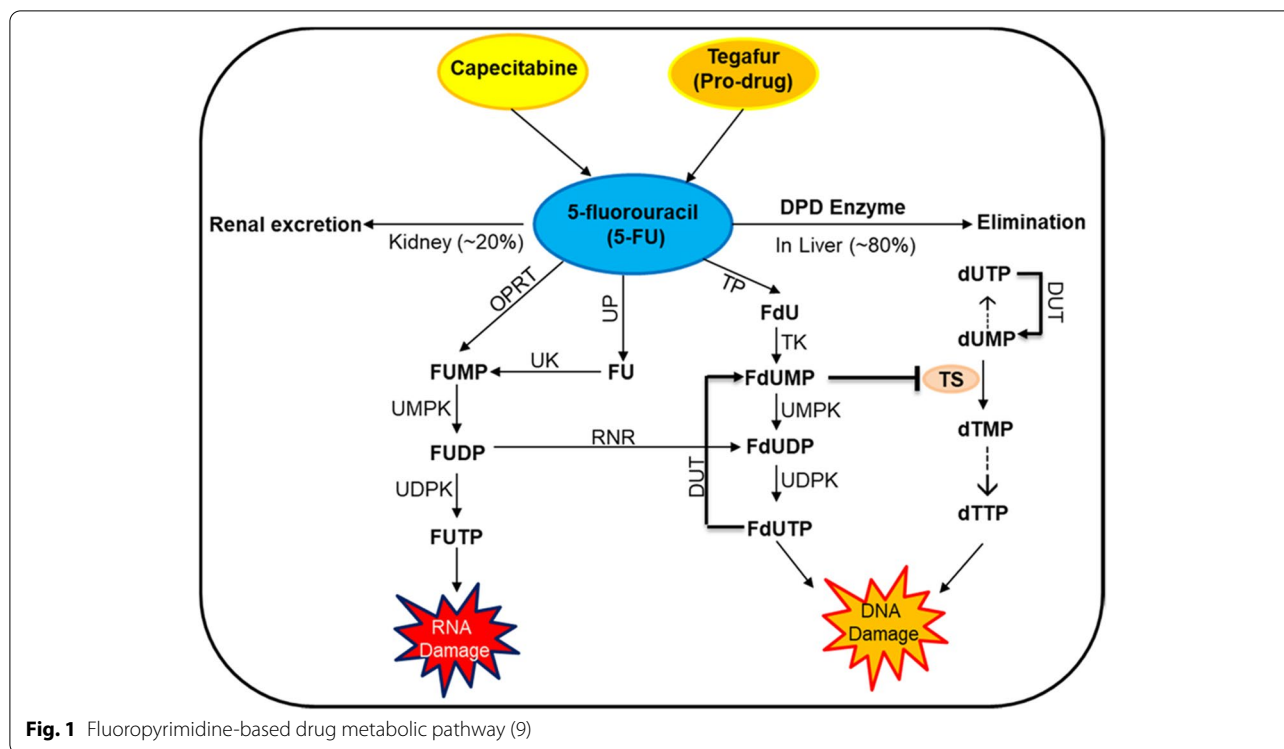 Capecitabine
Tegafur
(Pro-drug)
5-fluorouracil
(5-FU)
Renal excretion
Kidney (~20%)
DPD Enzyme
In Liver (~80%)
Elimination
OPRT
UP
TP
dUTP
DUT
dUMP
FdU
TK
FUMP
UK
FU
FdUMP
TS
UMPK
UMPK
dTMP
FUDP
RNR
FdUDP
DUT
UDPK
UDPK
dTTP
FUTP
FdUTP
RNA
Damage
DNA
Damage
Fig. 1 Fluoropyrimidine-based drug metabolic pathway (9)